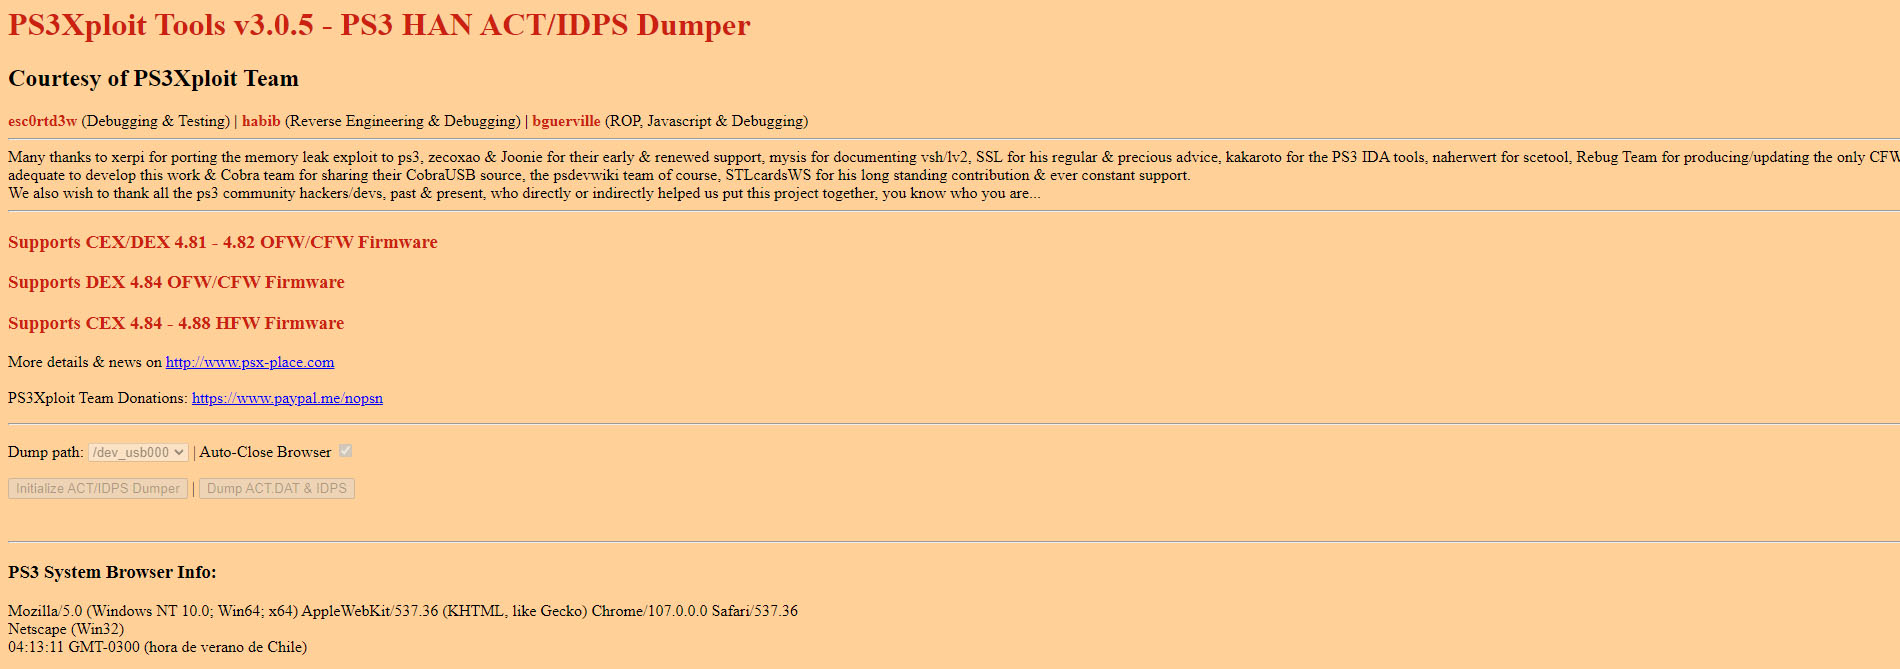 PS3Xploit Tools v3.0.5 - PS3 HAN ACT/IDPS Dumper
Courtesy of PS3Xploit Team
esc0rtd3w (Debugging & Testing) | habib (Reverse Engineering & Debugging) | bguerville (ROP, Javascript & Debugging)
Many thanks to xerpi for porting the memory leak exploit to ps3, zecoxao & Joonie for their early & renewed support, mysis for documenting vsh/lv2, SSL for his regular & precious advice, kakaroto for the PS3 IDA tools, naherwert for scetool, Rebug Team for producing/updating the only CFW
adequate to develop this work & Cobra team for sharing their CobraUSB source, the psdevwiki team of course, STLcardsWS for his long standing contribution & ever constant support.
We also wish to thank all the ps3 community hackers/devs, past & present, who directly or indirectly helped us put this project together, you know who you are...
Supports CEX/DEX 4.81 - 4.82 OFW/CFW Firmware
Supports DEX 4.84 OFW/CFW Firmware
Supports CEX 4.84 - 4.88 HFW Firmware
More details & news on http://www.psx-place.com
PS3Xploit Team Donations: https://www.paypal.me/nopsn
Dump path: /dev_usb000 | Auto-Close Browser
Initialize ACT/IDPS Dumper | Dump ACT.DAT & IDPS
PS3 System Browser Info:
Mozilla/5.0 (Windows NT 10.0; Win64; x64) AppleWebKit/537.36 (KHTML, like Gecko) Chrome/107.0.0.0 Safari/537.36
Netscape (Win32)
04:13:11 GMT-0300 (hora de verano de Chile)